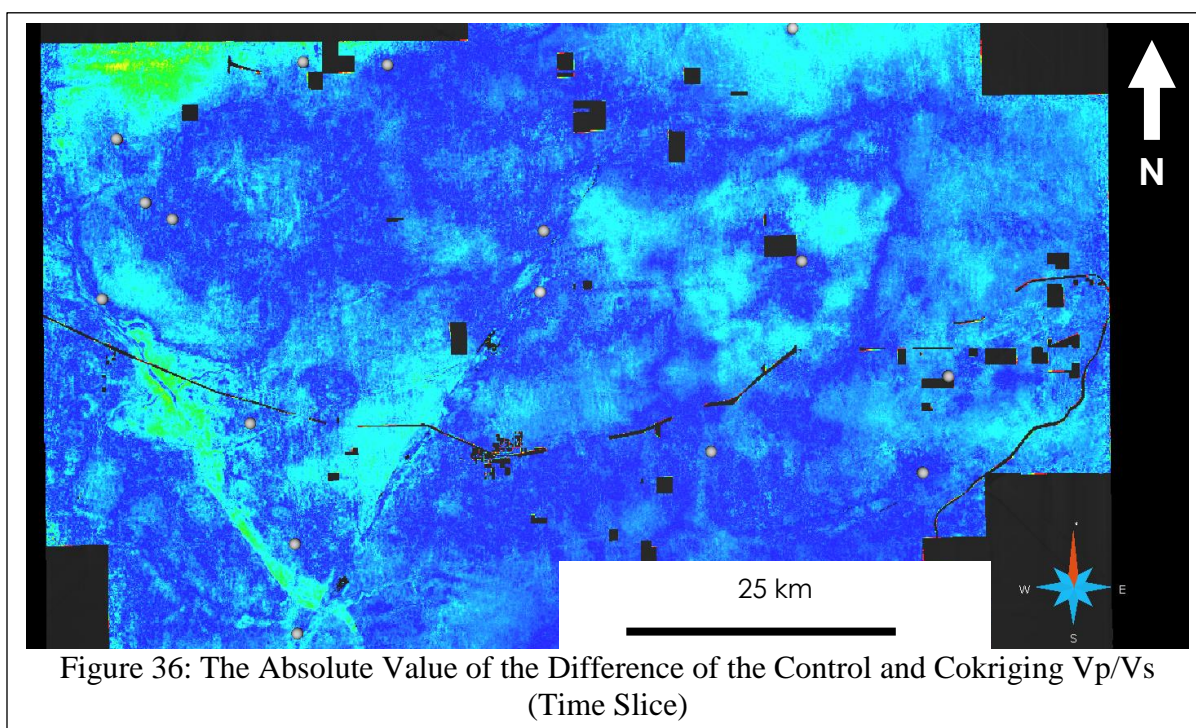 N
25 km
W
E
S
Figure 36: The Absolute Value of the Difference of the Control and Cokriging Vp/Vs
(Time Slice)